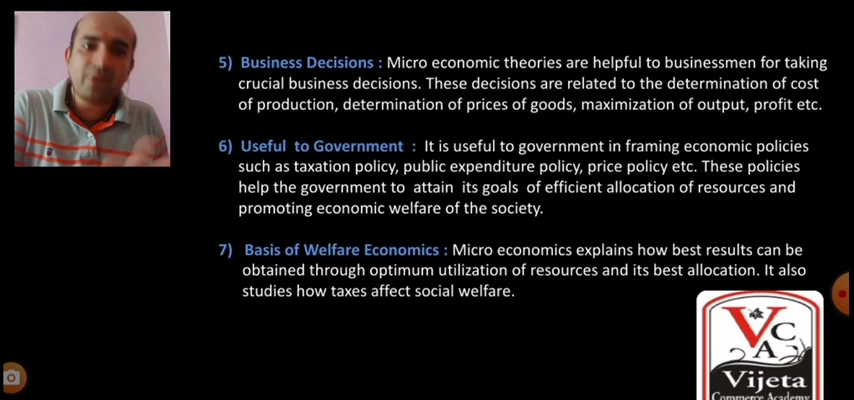 5) Business Decisions : Micro economic theories are helpful to businessmen for taking
crucial business decisions. These decisions are related to the determination of cost
of production, determination of prices of goods, maximization of output, profit etc.
6) Useful to Government : It is useful to government in framing economic policies
such as taxation policy, public expenditure policy, price policy etc. These policies
help the government to attain its goals of efficient allocation of resources and
promoting economic welfare of the society.
7) Basis of Welfare Economics : Micro economics explains how best results can be
obtained through optimum utilization of resources and its best allocation. It also
studies how taxes affect social welfare.
V C
A
Vijeta
Commerce Academy